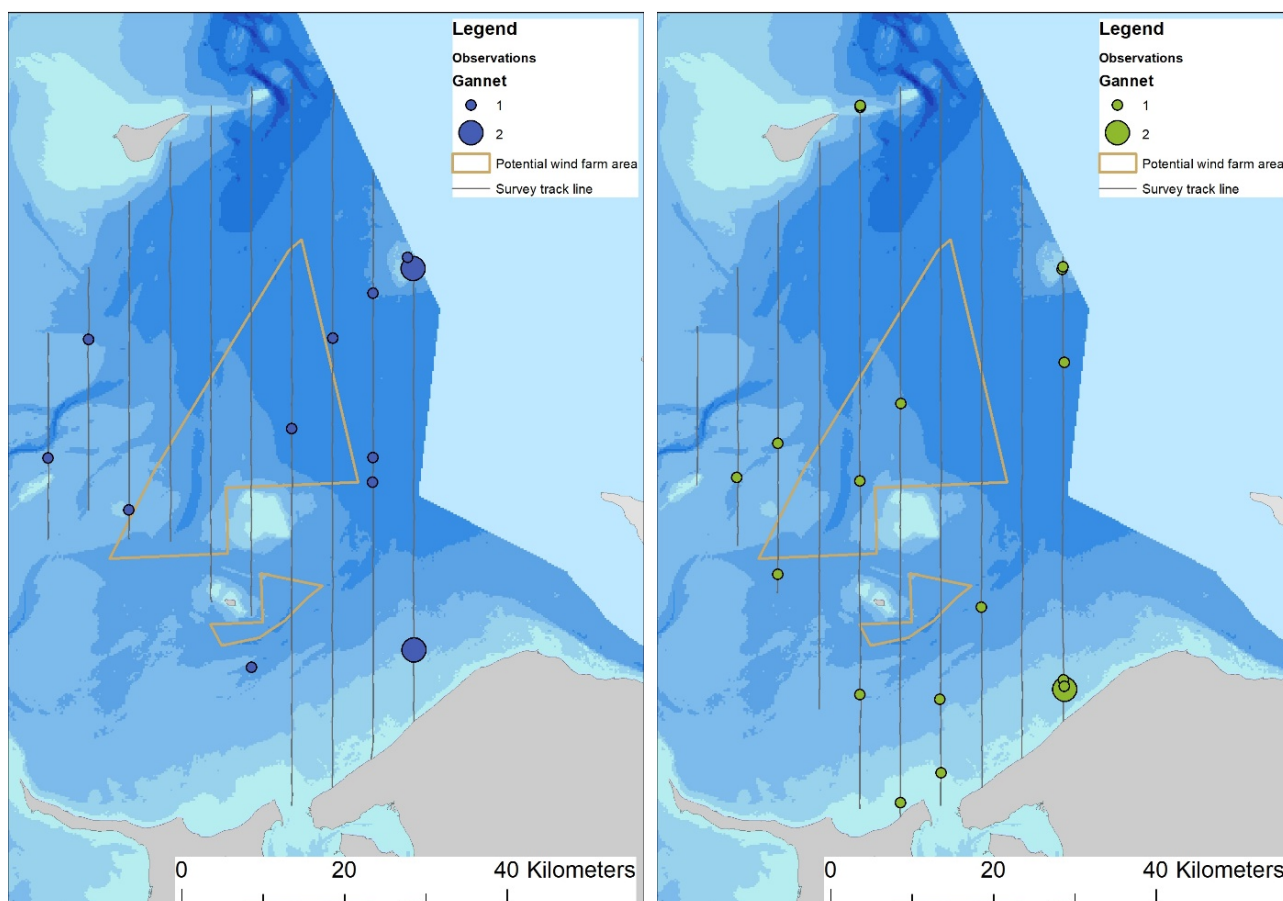 Legend
Observations
Gannet
1
2
Potential wind farm area
Survey track line
0 20 40 Kilometers
Legend
Observations
Gannet
1
2
Potential wind farm area
Survey track line
0 20 40 Kilometers